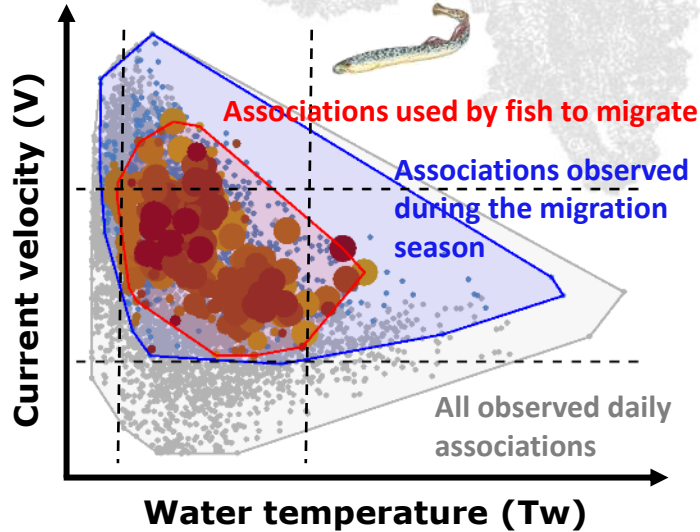 Associations used by fish to migrate
Associations observed
during the migration
season
All observed daily
associations
Current velocity (V)
Water temperature (Tw)